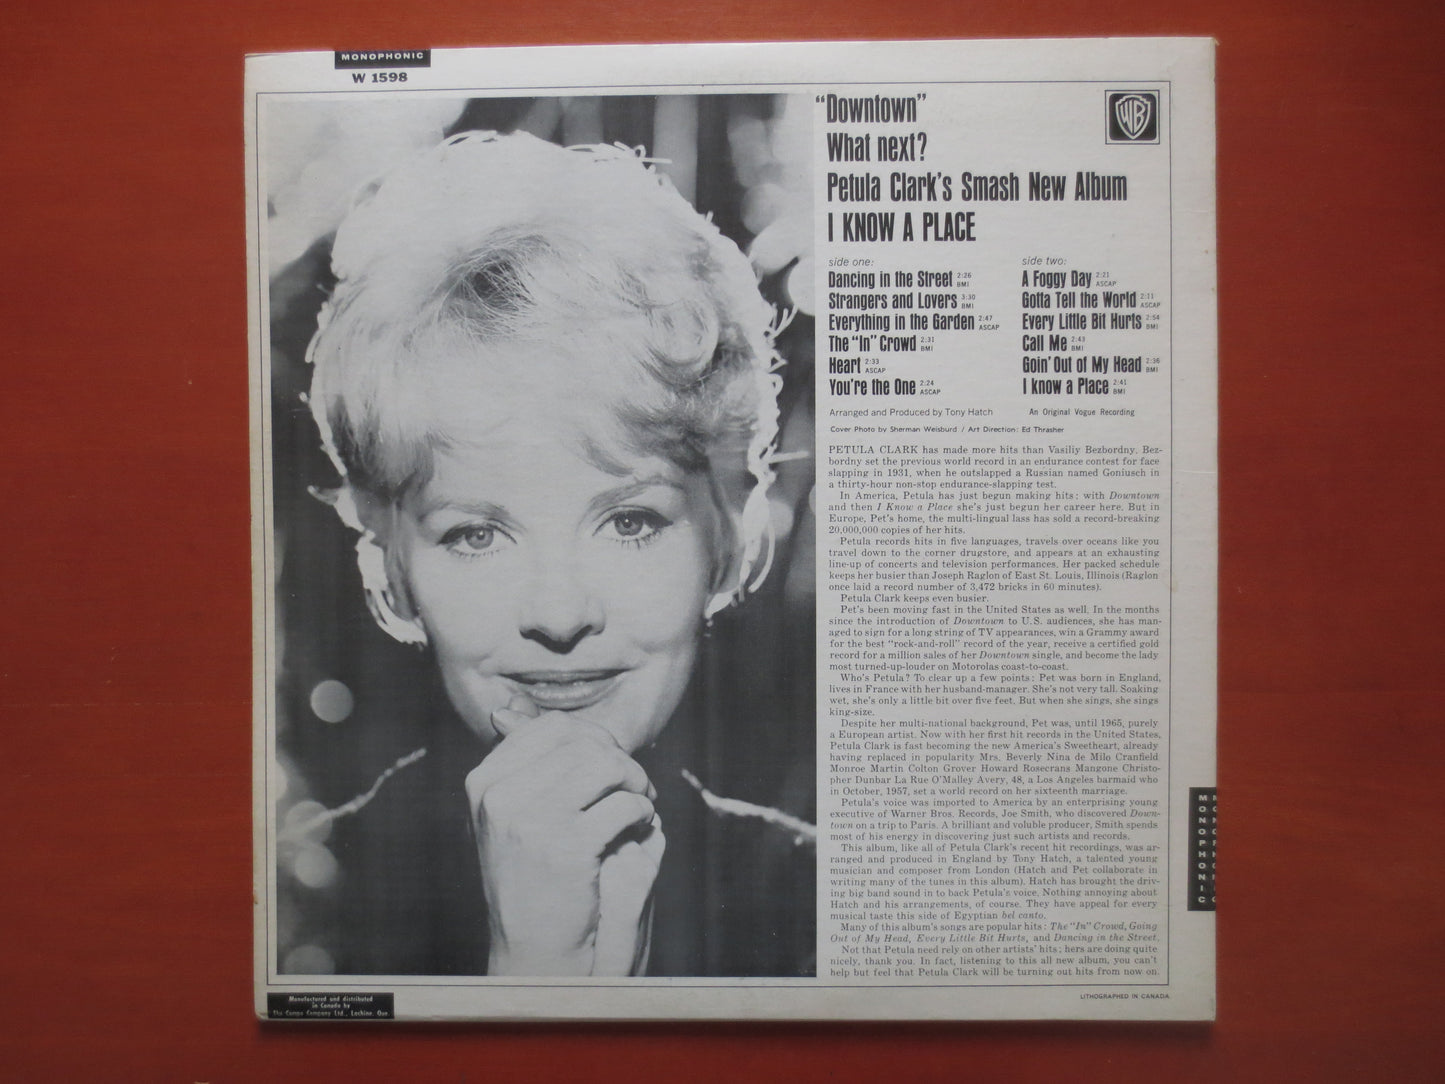 MONOPHONIC
W 1598
"Downtown"
What next?
Petula Clark's Smash New Album
I KNOW A PLACE
WB
side one:
Dancing in the Street 2:26 BMI
Strangers and Lovers 3:30 BMI
Everything in the Garden 2:47 ASCAP
The "In" Crowd 2:31 BMI
Heart 2:33 ASCAP
You're the One 2:24 ASCAP
side two:
A Foggy Day 2:21 ASCAP
Gotta Tell the World 2:11 ASCAP
Every Little Bit Hurts 2:54 BMI
Call Me 2:43 BMI
Goin' Out of My Head 2:36 BMI
I know a Place 2:41 BMI
Arranged and Produced by Tony Hatch An Original Vogue Recording
Cover Photo by Sherman Weisburd / Art Direction: Ed Thrasher
PETULA CLARK has made more hits than Vasiliy Bezbordny. Bez-
bordny set the previous world record in an endurance contest for face
slapping in 1931, when he outslapped a Russian named Goniusch in
a thirty-hour non-stop endurance-slapping test.
In America, Petula has just begun making hits: with Downtown
and then I Know a Place she's just begun her career here. But in
Europe, Pet's home, the multi-lingual lass has sold a record-breaking
20,000,000 copies of her hits.
Petula records hits in five languages, travels over oceans like you
travel down to the corner drugstore, and appears at an exhausting
line-up of concerts and television performances. Her packed schedule
keeps her busier than Joseph Raglon of East St. Louis, Illinois (Raglon
once laid a record number of 3,472 bricks in 60 minutes).
Petula Clark keeps even busier.
Pet's been moving fast in the United States as well. In the months
since the introduction of Downtown to U.S. audiences, she has man-
aged to sign for a long string of TV appearances, win a Grammy award
for the best "rock-and-roll" record of the year, receive a certified gold
record for a million sales of her Downtown single, and become the lady
most turned-up-louder on Motorolas coast-to-coast.
Who's Petula? To clear up a few points: Pet was born in England,
lives in France with her husband-manager. She's not very tall. Soaking
wet, she's only a little bit over five feet. But when she sings, she sings
king-size.
Despite her multi-national background, Pet was, until 1965, purely
a European artist. Now with her first hit records in the United States,
Petula Clark is fast becoming the new America's Sweetheart, already
having replaced in popularity Mrs. Beverly Nina de Milo Cranfield
Monroe Martin Colton Grover Howard Rosecrans Mangone Christo-
pher Dunbar La Rue O'Malley Avery, 48, a Los Angeles barmaid who
in October, 1957, set a world record on her sixteenth marriage.
Petula's voice was imported to America by an enterprising young
executive of Warner Bros. Records, Joe Smith, who discovered Down-
town on a trip to Paris. A brilliant and voluble producer, Smith spends
most of his energy in discovering just such artists and records.
This album, like all of Petula Clark's recent hit recordings, was ar-
ranged and produced in England by Tony Hatch, a talented young
musician and composer from London (Hatch and Pet collaborate in
writing many of the tunes in this album). Hatch has brought the driv-
ing big band sound in to back Petula's voice. Nothing annoying about
Hatch and his arrangements, of course. They have appeal for every
musical taste this side of Egyptian bel canto.
Many of this album's songs are popular hits: The "In" Crowd, Going
Out of My Head, Every Little Bit Hurts, and Dancing in the Street.
Not that Petula need rely on other artists' hits; hers are doing quite
nicely, thank you. In fact, listening to this all new album, you can't
help but feel that Petula Clark will be turning out hits from now on.
MONOPHONIC
LITHOGRAPHED IN CANADA
Manufactured and distributed
in Canada by
The Compo Company Ltd., Lachine, Que.